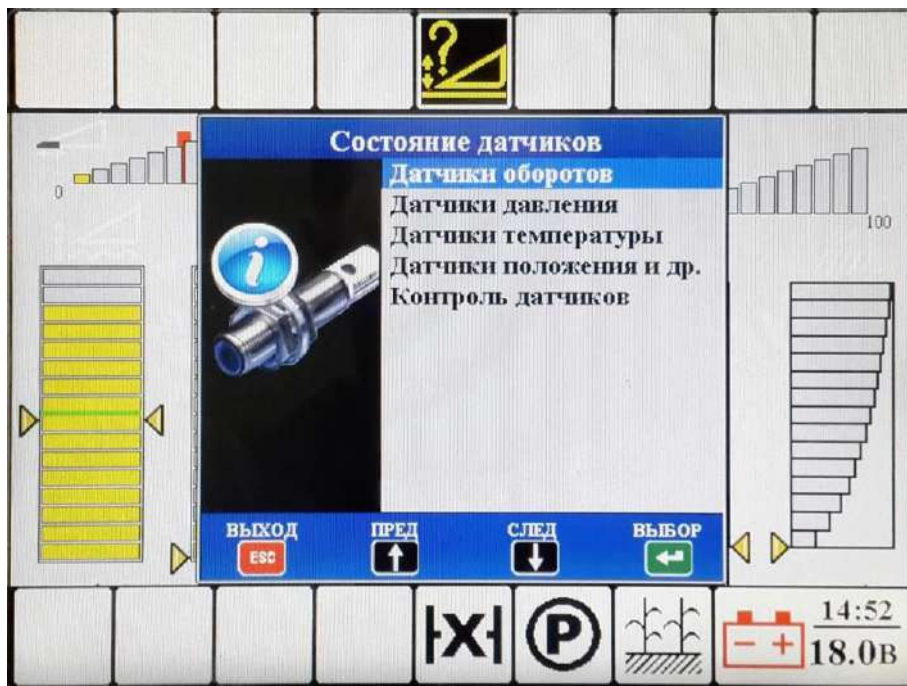 ?
Состояние датчиков
Датчики оборотов
Датчики давления
Датчики температуры
Датчики положения и др.
Контроль датчиков
0
100
i
ВЫХОД ПРЕД СЛЕД ВЫБОР
ESC
X P
14:52
18.0В